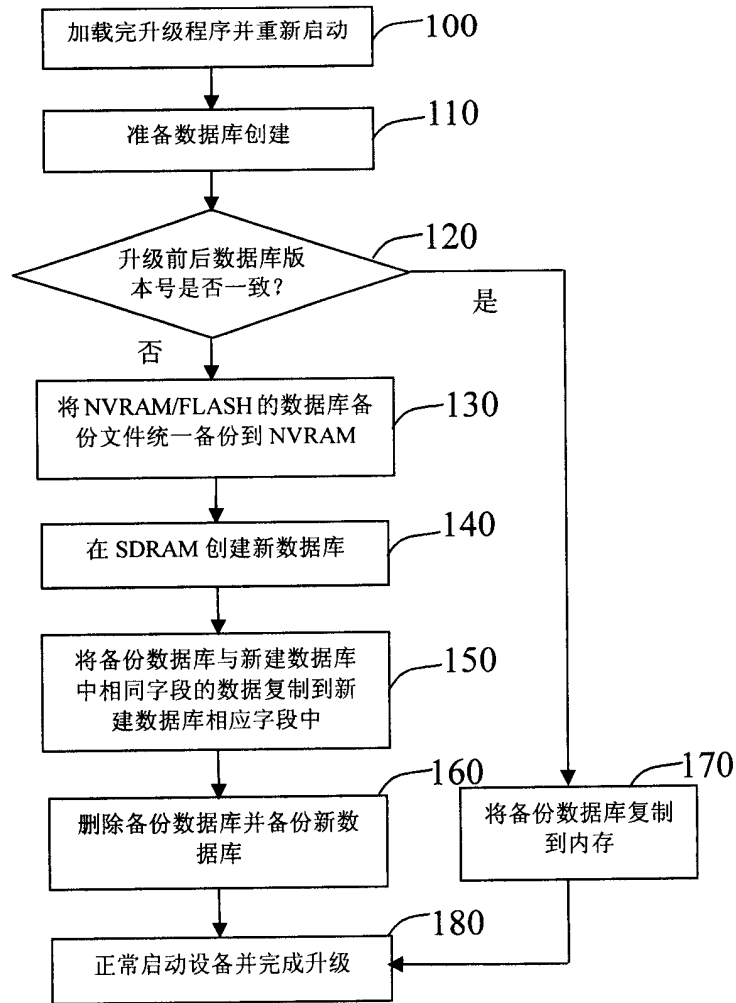 加载完升级程序并重新启动
100
准备数据库创建
110
升级前后数据库版
本号是否一致?
120
是
否
将NVRAM/FLASH的数据库备
份文件统一备份到NVRAM
130
在SDRAM创建新数据库
140
将备份数据库与新建数据库
中相同字段的数据复制到新
建数据库相应字段中
150
删除备份数据库并备份新数
据库
160
将备份数据库复制
到内存
170
正常启动设备并完成升级
180